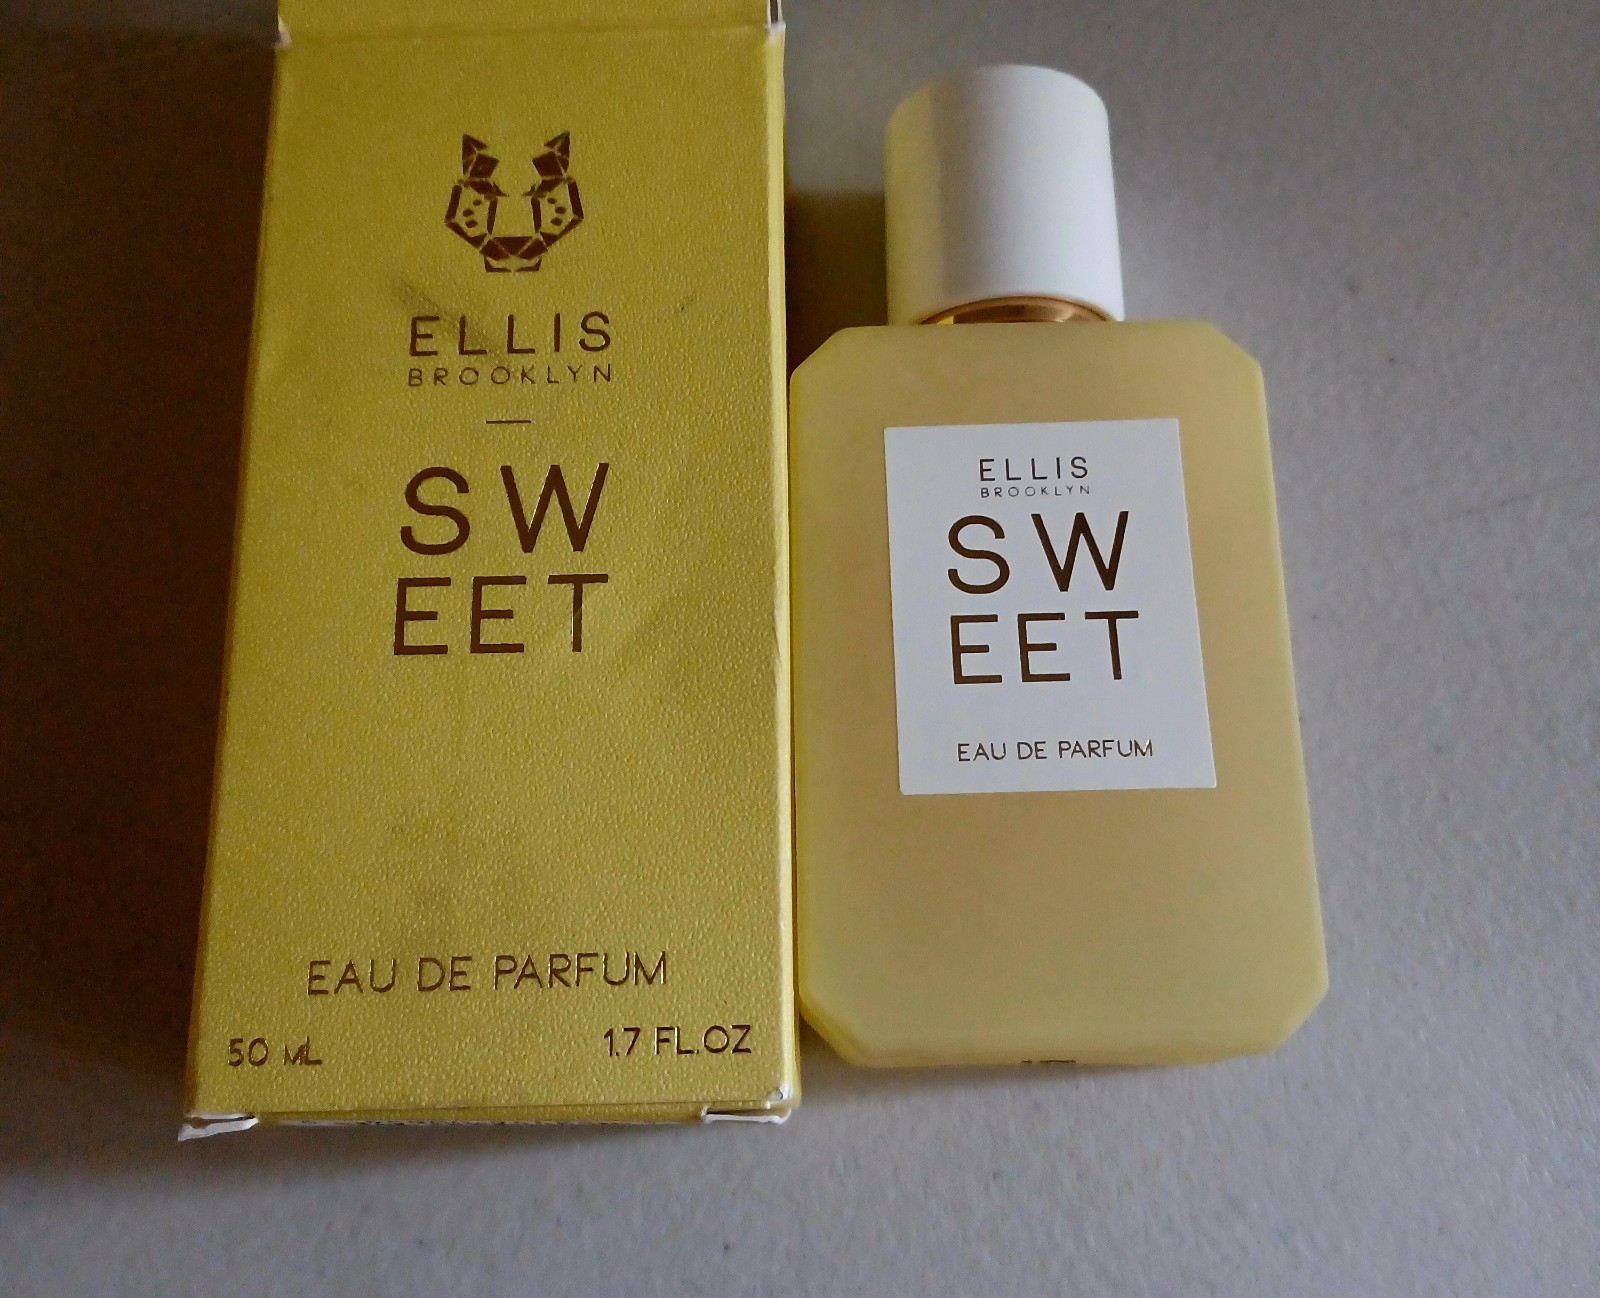 ELLIS
BROOKLYN
SW
EET
EAU DE PARFUM
50 ML
1.7 FL.OZ
ELLIS
BROOKLYN
SW
EET
EAU DE PARFUM